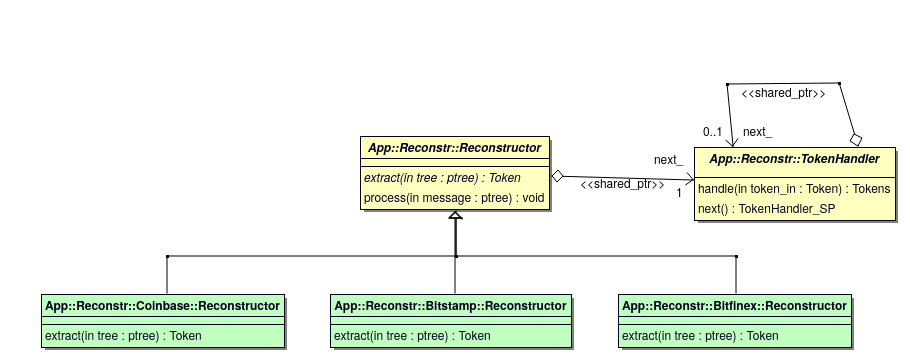 <<shared_ptr>>
0..1 next_
App::Reconstr::Reconstructor
extract(in tree : ptree) : Token
process(in message : ptree) : void
next_
<<shared_ptr>>
1
App::Reconstr::TokenHandler
handle(in token_in : Token) : Tokens
next() : TokenHandler_SP
App::Reconstr::Coinbase::Reconstructor
extract(in tree : ptree) : Token
App::Reconstr::Bitstamp::Reconstructor
extract(in tree : ptree) : Token
App::Reconstr::Bitfinex::Reconstructor
extract(in tree : ptree) : Token